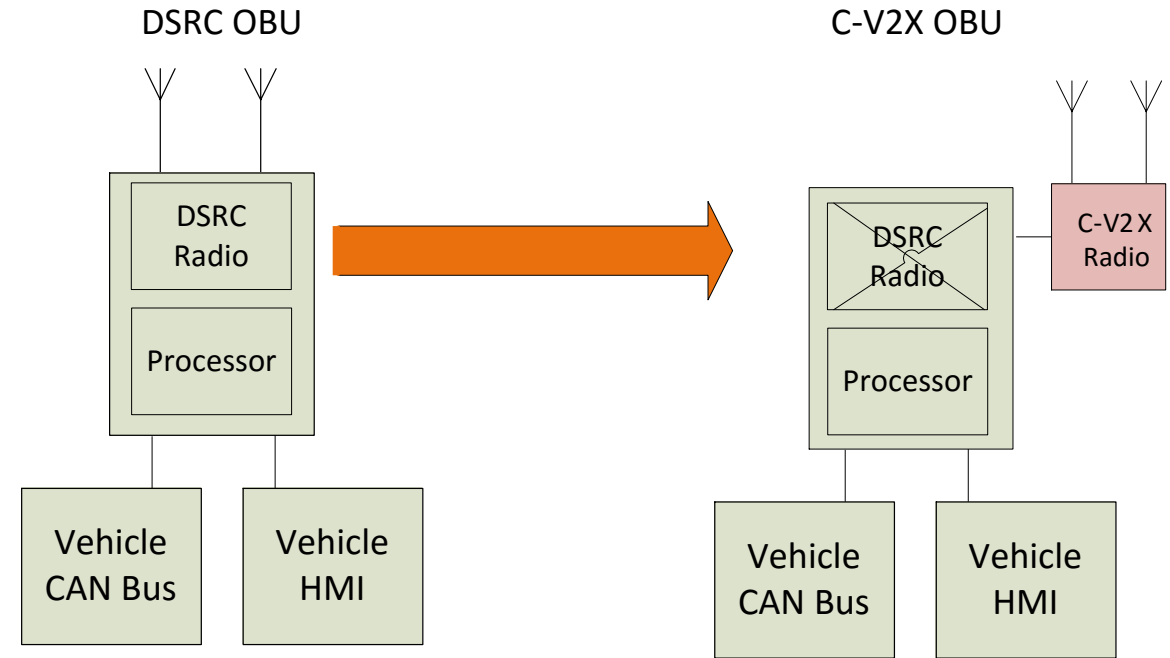 DSRC OBU
C-V2X OBU
DSRC
Radio
Processor
Vehicle
CAN Bus
Vehicle
HMI
DSRC
Radio
C-V2X
Radio
Processor
Vehicle
CAN Bus
Vehicle
HMI